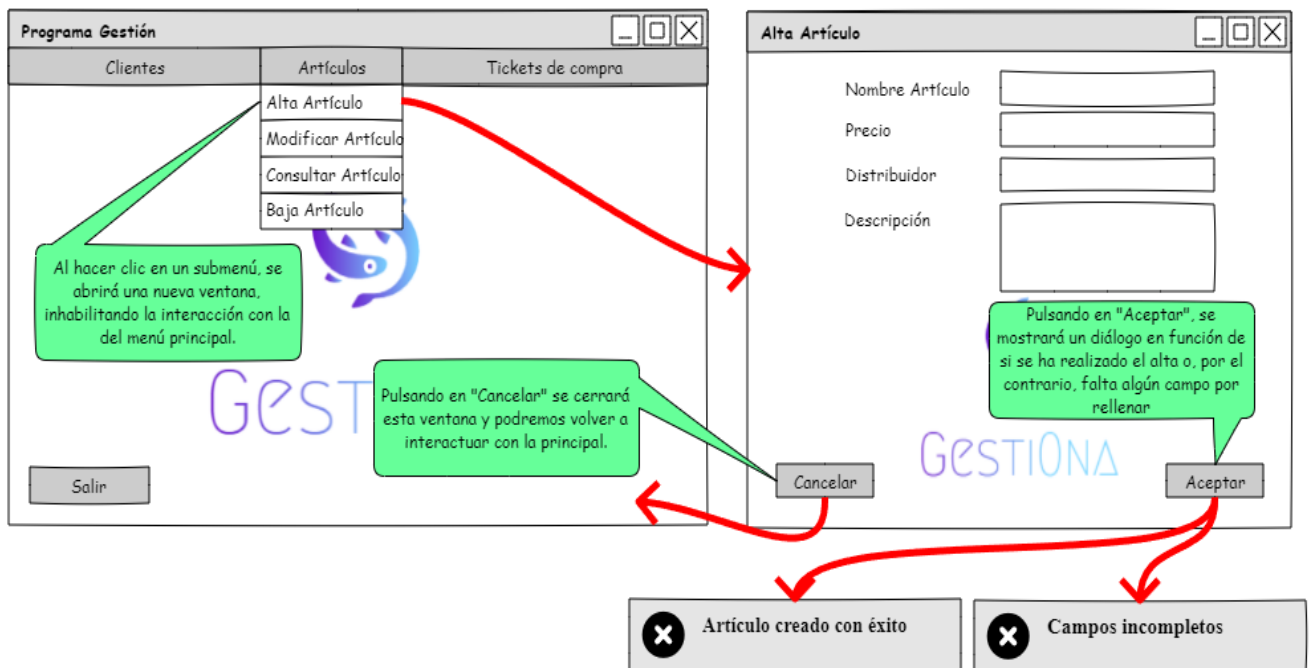 Programa Gestión
Clientes
Artículos
Tickets de compra
Alta Artículo
Modificar Artículo
Consultar Artículo
Baja Artículo
Al hacer clic en un submenú, se
abrirá una nueva ventana,
inhabilitando la interacción con la
del menú principal.
GEST
Pulsando en "Cancelar" se cerrará
esta ventana y podremos volver a
interactuar con la principal.
Salir
Alta Artículo
Nombre Artículo
Precio
Distribuidor
Descripción
Pulsando en "Aceptar", se
mostrará un diálogo en función de
si se ha realizado el alta o, por el
contrario, falta algún campo por
rellenar
GESTIONA
Cancelar
Aceptar
Artículo creado con éxito
Campos incompletos